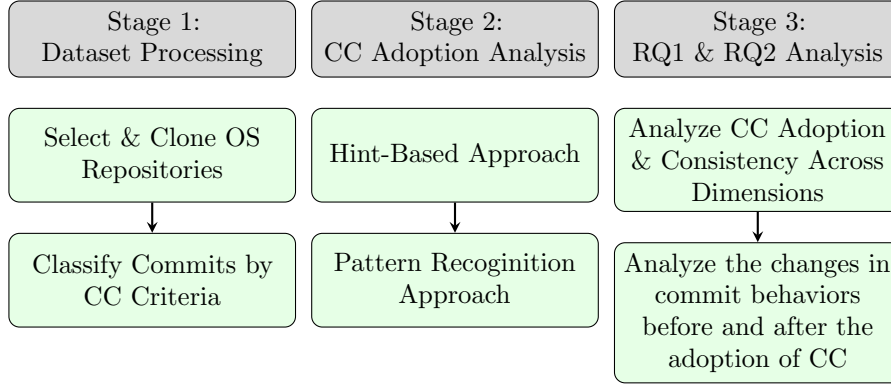 Stage 1:
Dataset Processing
Stage 2:
CC Adoption Analysis
Stage 3:
RQ1 & RQ2 Analysis
Select & Clone OS
Repositories
Hint-Based Approach
Analyze CC Adoption
& Consistency Across
Dimensions
Classify Commits by
CC Criteria
Pattern Recoginition
Approach
Analyze the changes in
commit behaviors
before and after the
adoption of CC